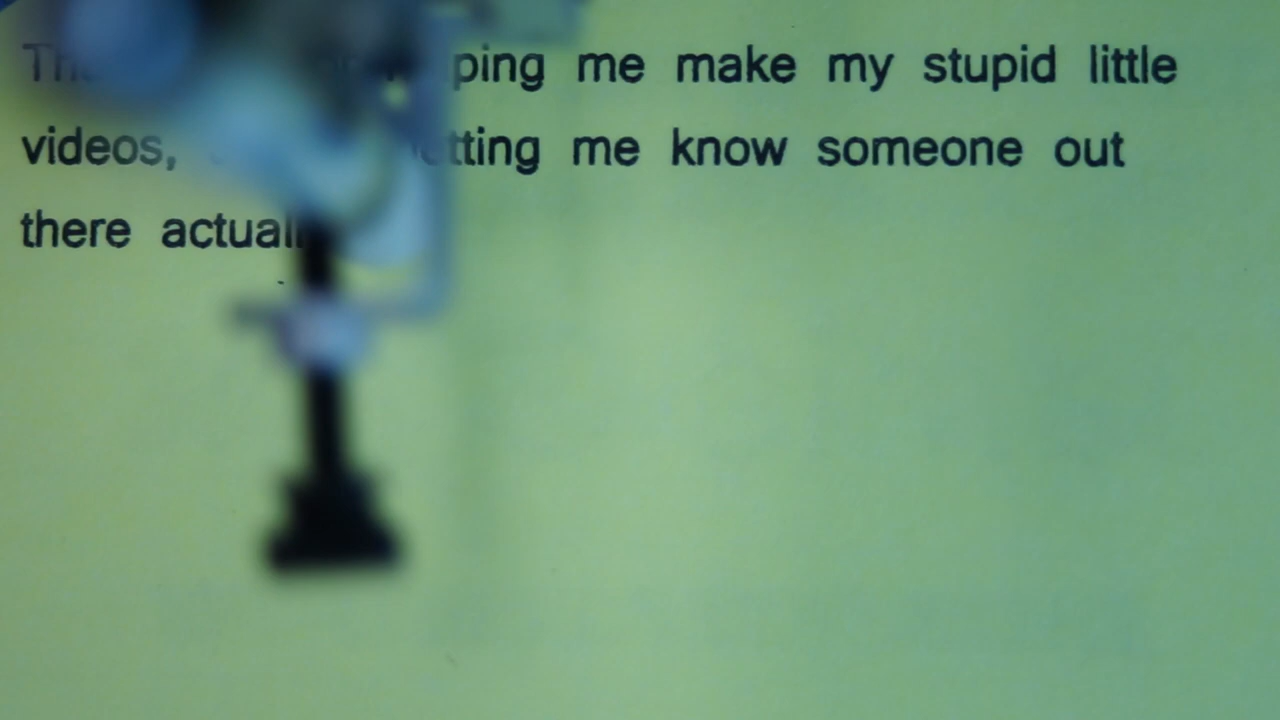 ping me make my stupid little
videos, tting me know someone out
there actual